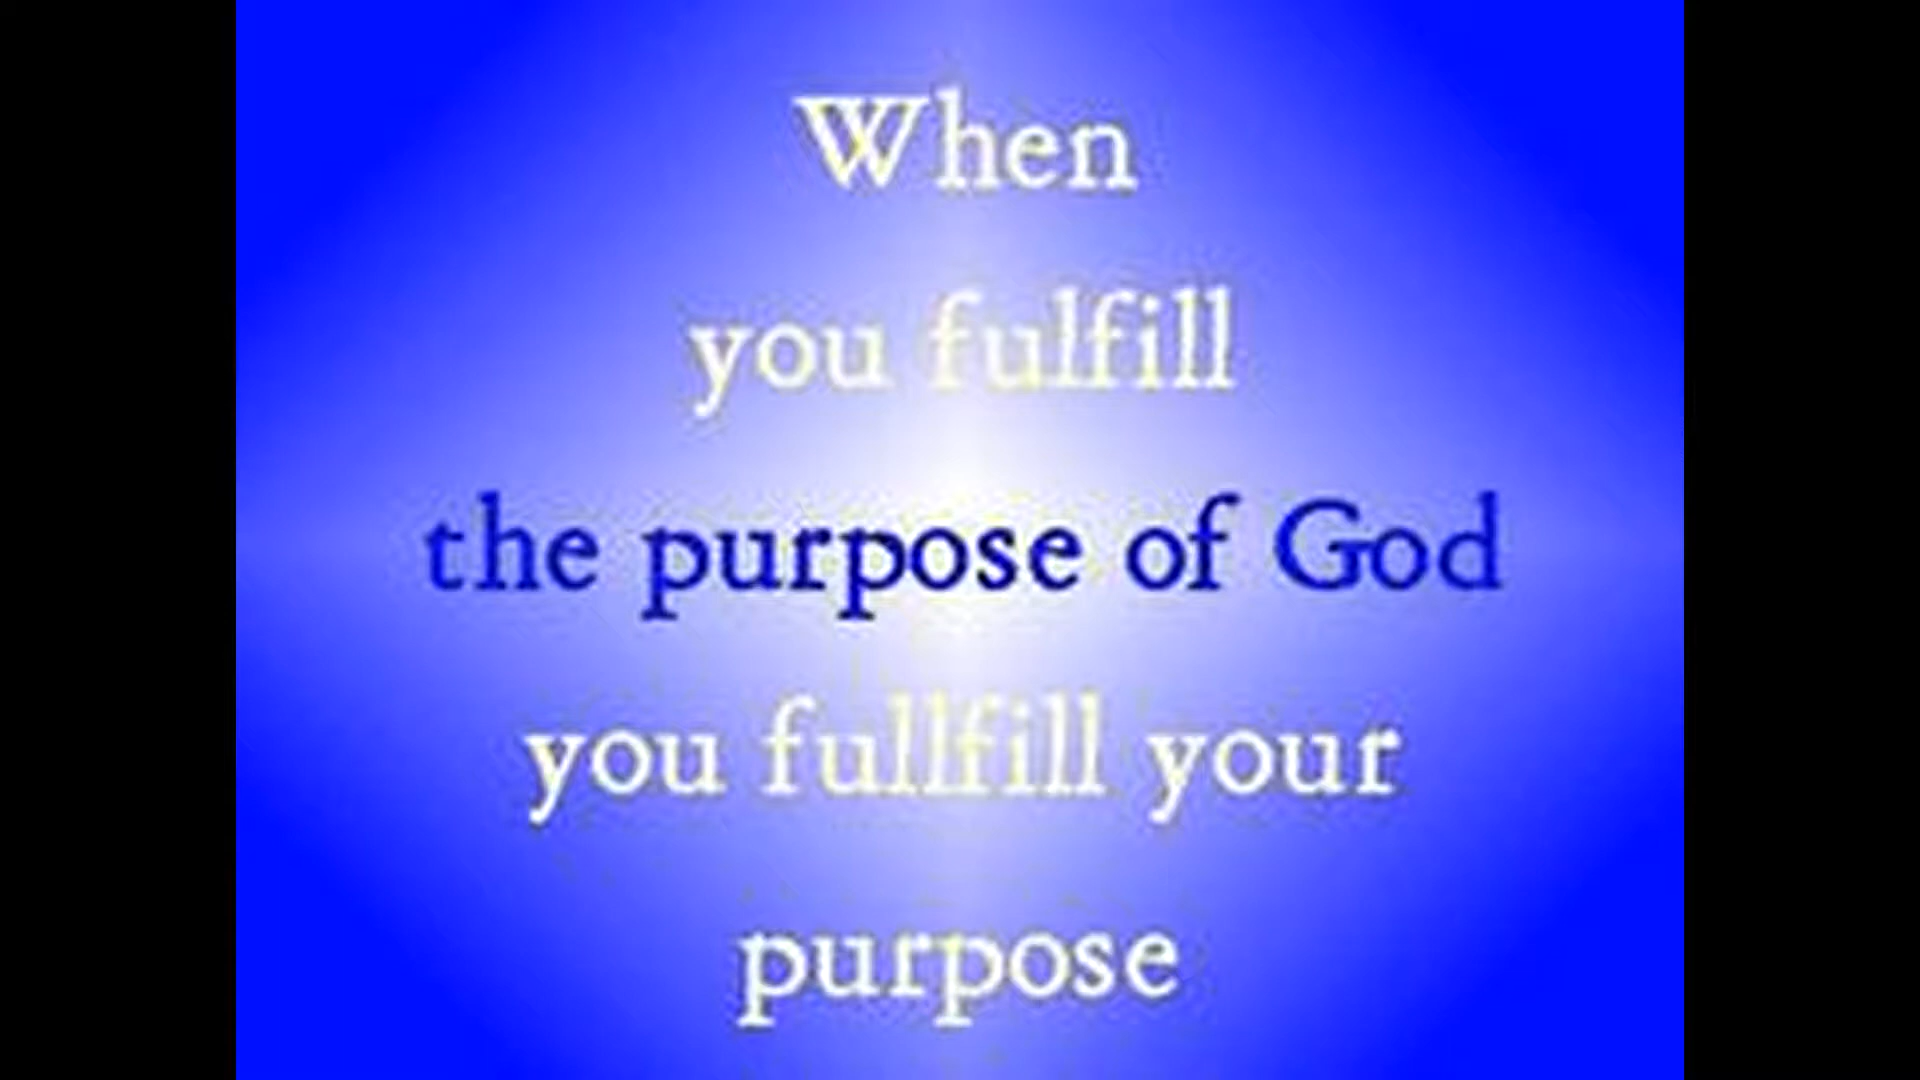 When
you fulfill
the purpose of God
you fullfill your
purpose